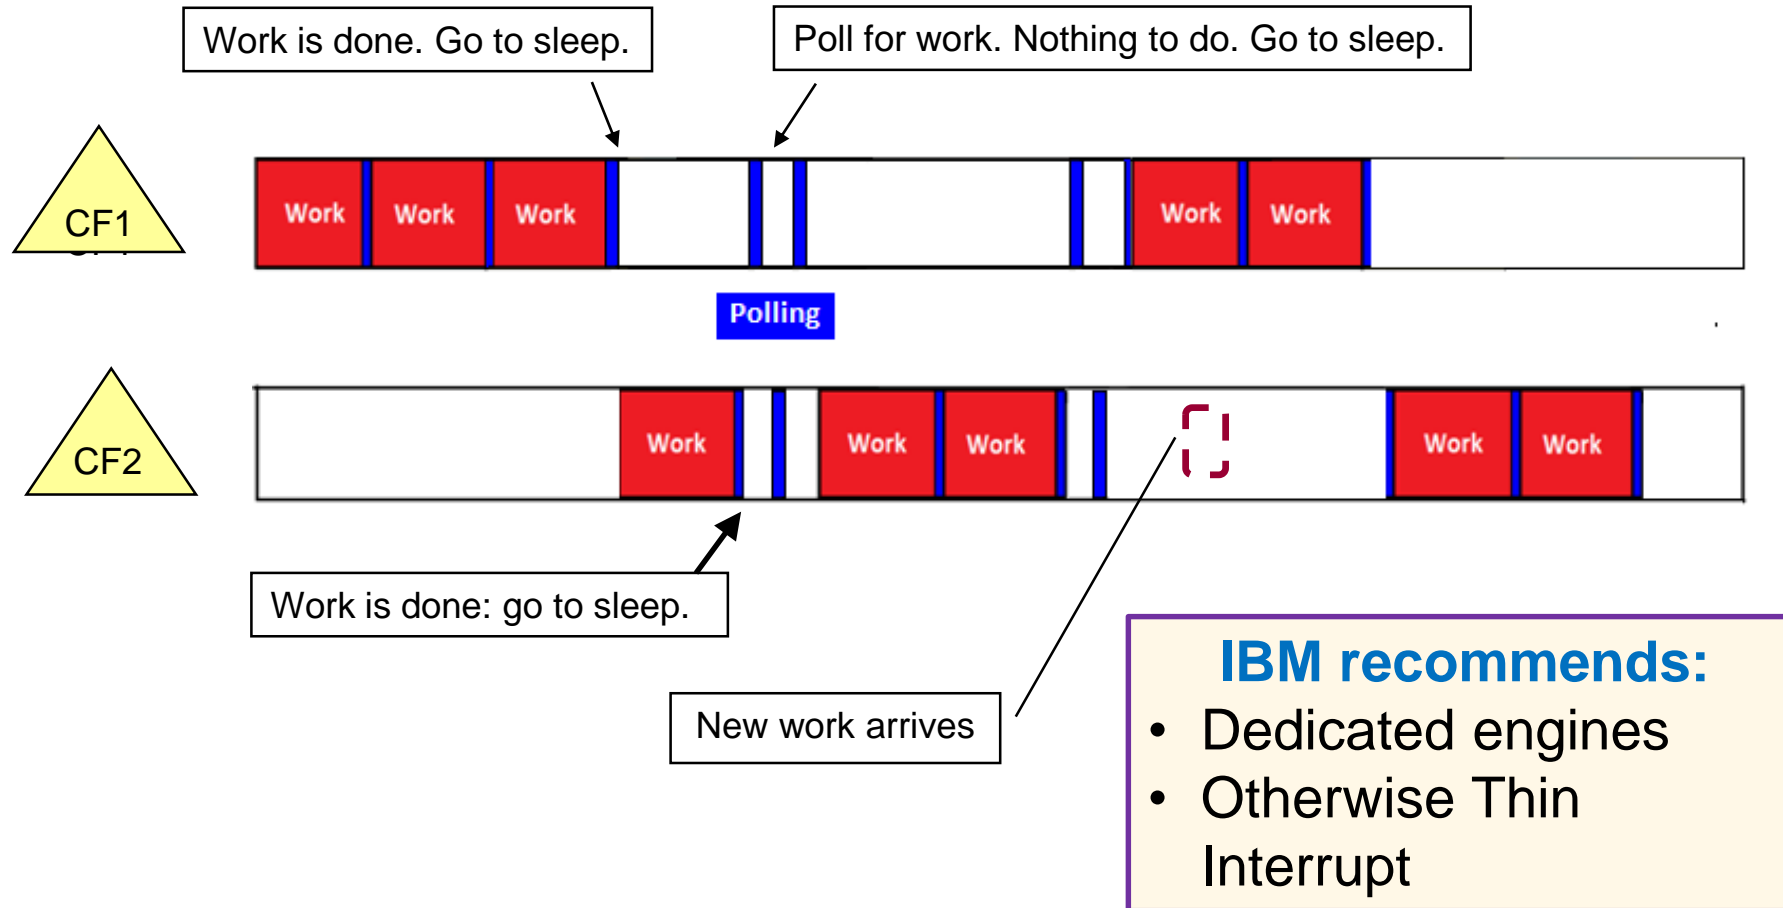 Work is done. Go to sleep.
Poll for work. Nothing to do. Go to sleep.
CF1
Work Work Work Work Work
Polling
CF2
Work Work Work Work Work
Work is done: go to sleep.
New work arrives
IBM recommends:
• Dedicated engines
• Otherwise Thin
Interrupt